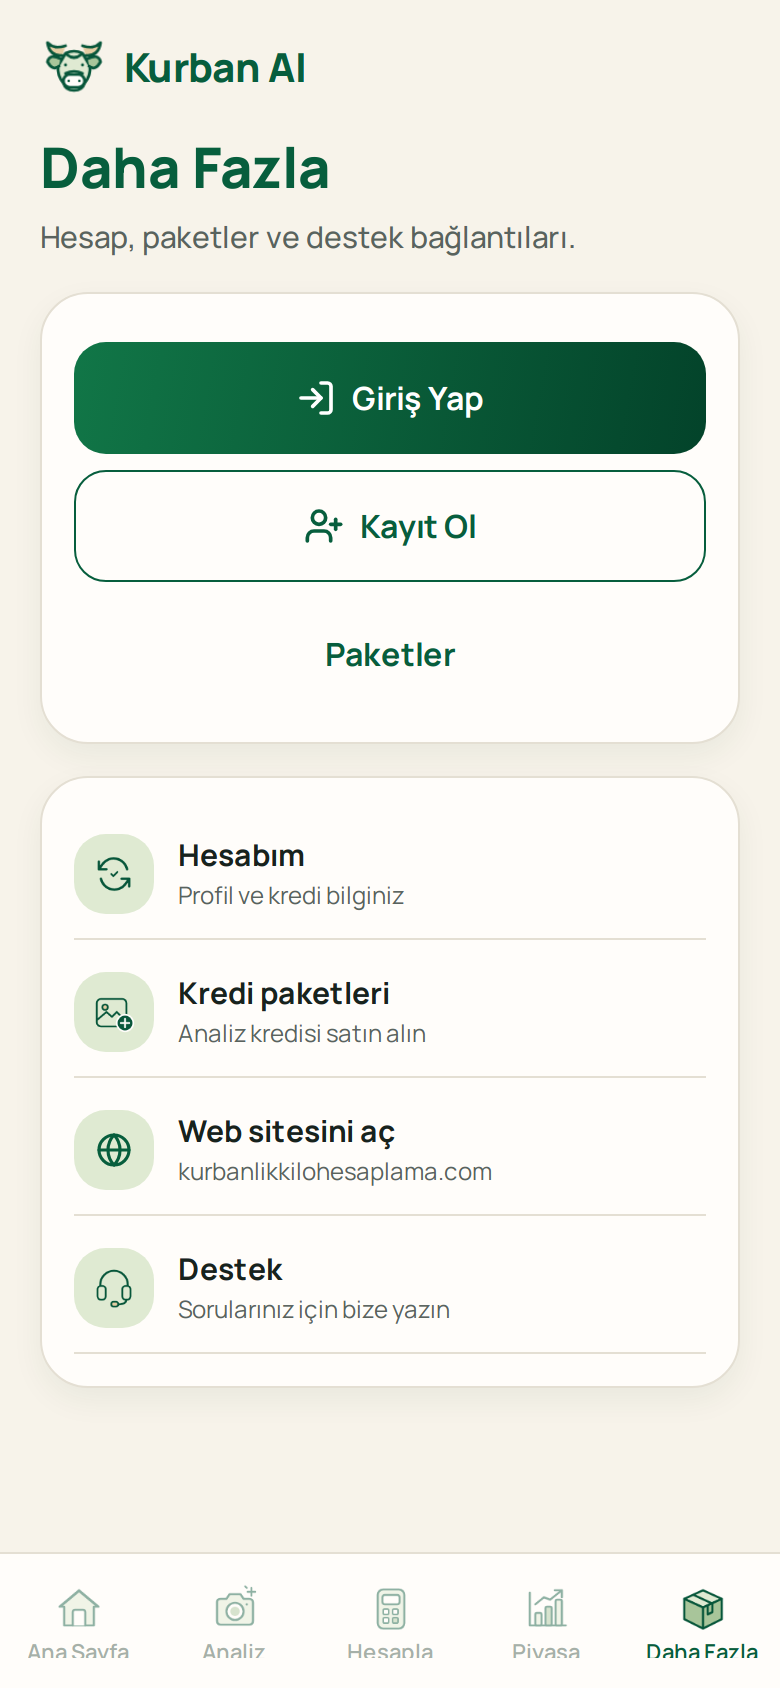 Kurban AI
Daha Fazla
Hesap, paketler ve destek bağlantıları.
Giriş Yap
Kayıt Ol
Paketler
Hesabım
Profil ve kredi bilginiz
Kredi paketleri
Analiz kredisi satın alın
Web sitesini aç
kurbanlikkilohesaplama.com
Destek
Sorularınız için bize yazın
Ana Sayfa
Analiz
Hesapla
Piyasa
Daha Fazla